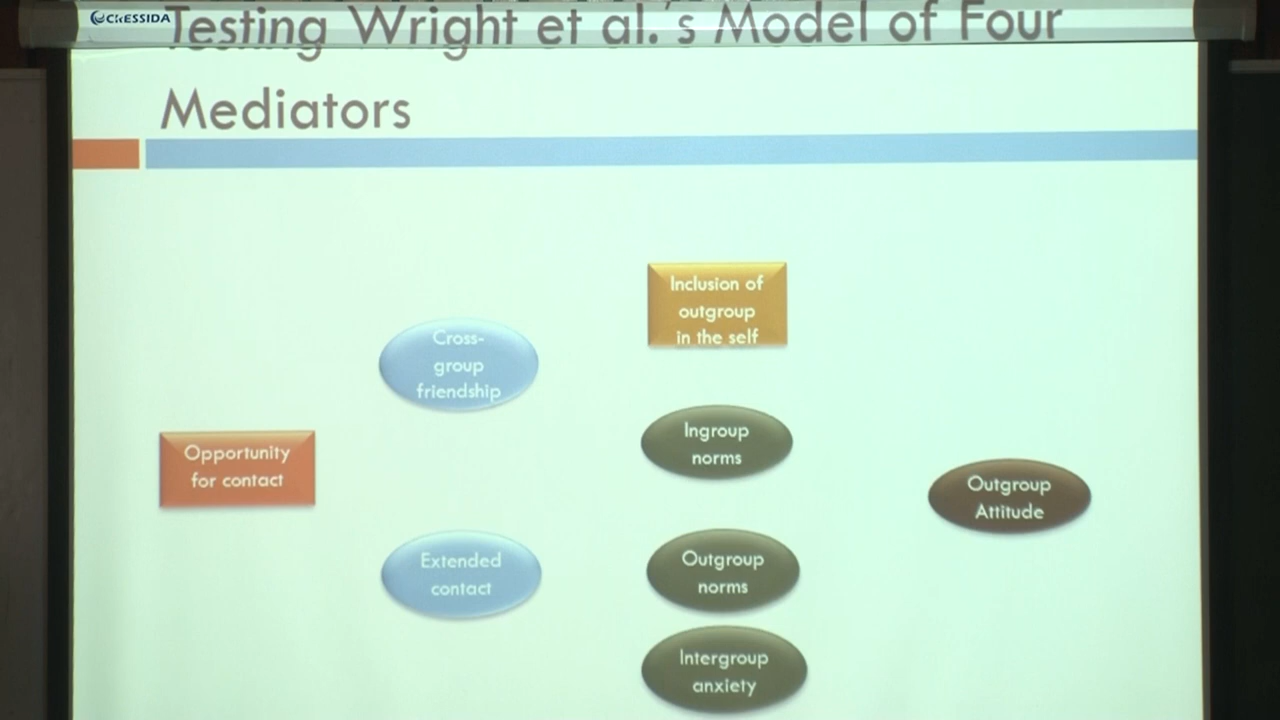 CRESSIDA
Testing Wright et al.'s Model of Four
Mediators
Inclusion of
outgroup
in the self
Cross-
group
friendship
Ingroup
norms
Opportunity
for contact
Outgroup
Attitude
Extended
contact
Outgroup
norms
Intergroup
anxiety